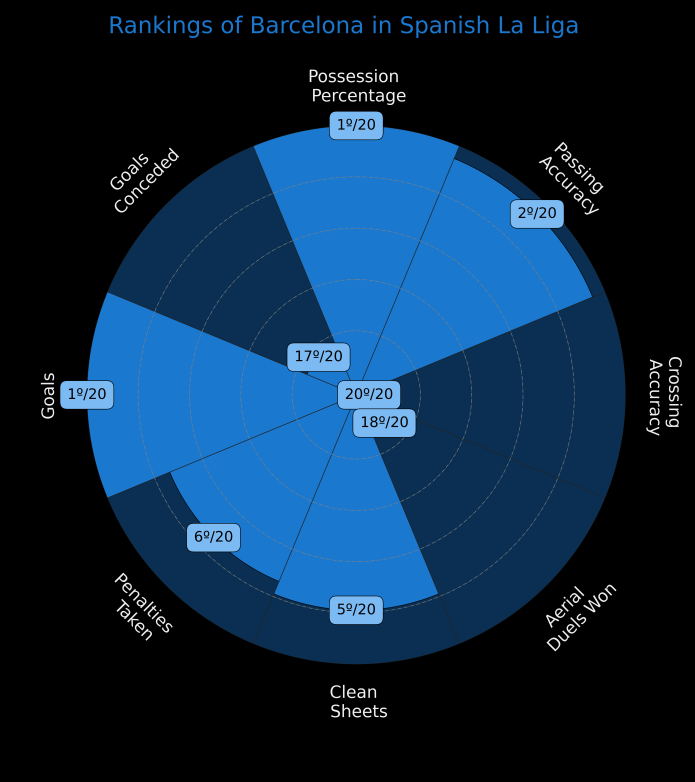 Rankings of Barcelona in Spanish La Liga
Possession
Percentage
1º/20
Passing
Accuracy
2º/20
Goals
Conceded
17º/20
Crossing
Accuracy
20º/20
Goals
1º/20
18º/20
Aerial
Duels Won
6º/20
Penalties
Taken
5º/20
Clean
Sheets